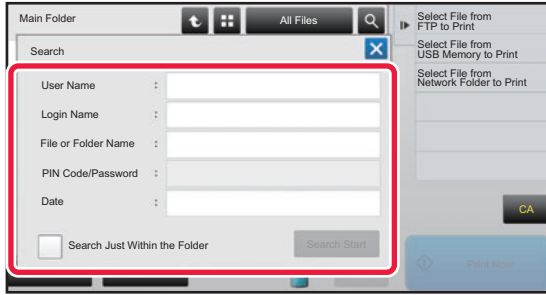 Main Folder
All Files
Select File from
FTP to Print
Search
Select File from
USB Memory to Print
Select File from
Network Folder to Print
User Name :
Login Name :
File or Folder Name :
PIN Code/Password :
Date :
CA
Search Just Within the Folder
Search Start
Print Now